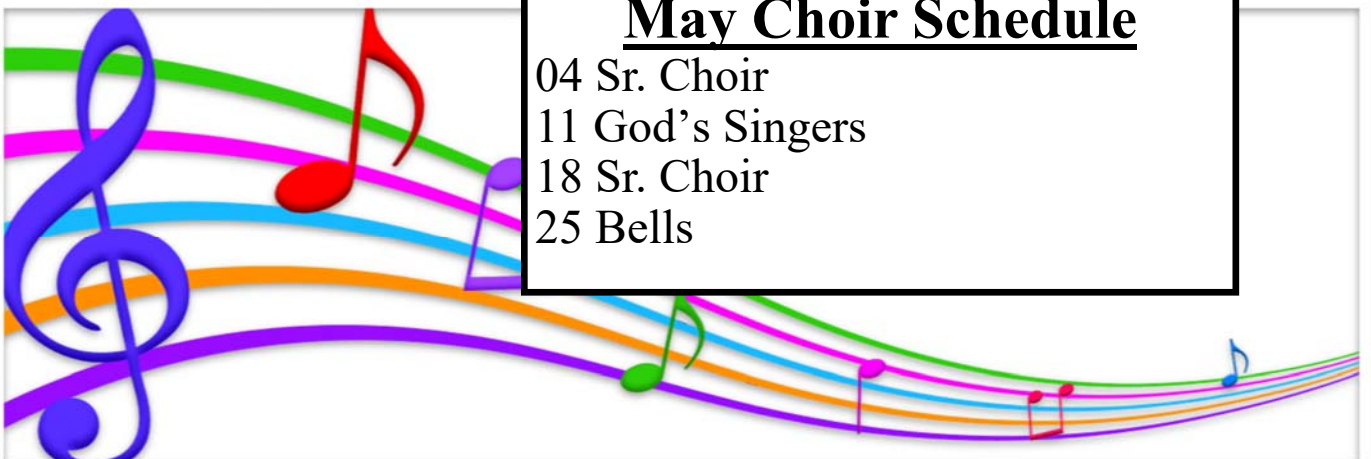 May Choir Schedule
04 Sr. Choir
11 God’s Singers
18 Sr. Choir
25 Bells